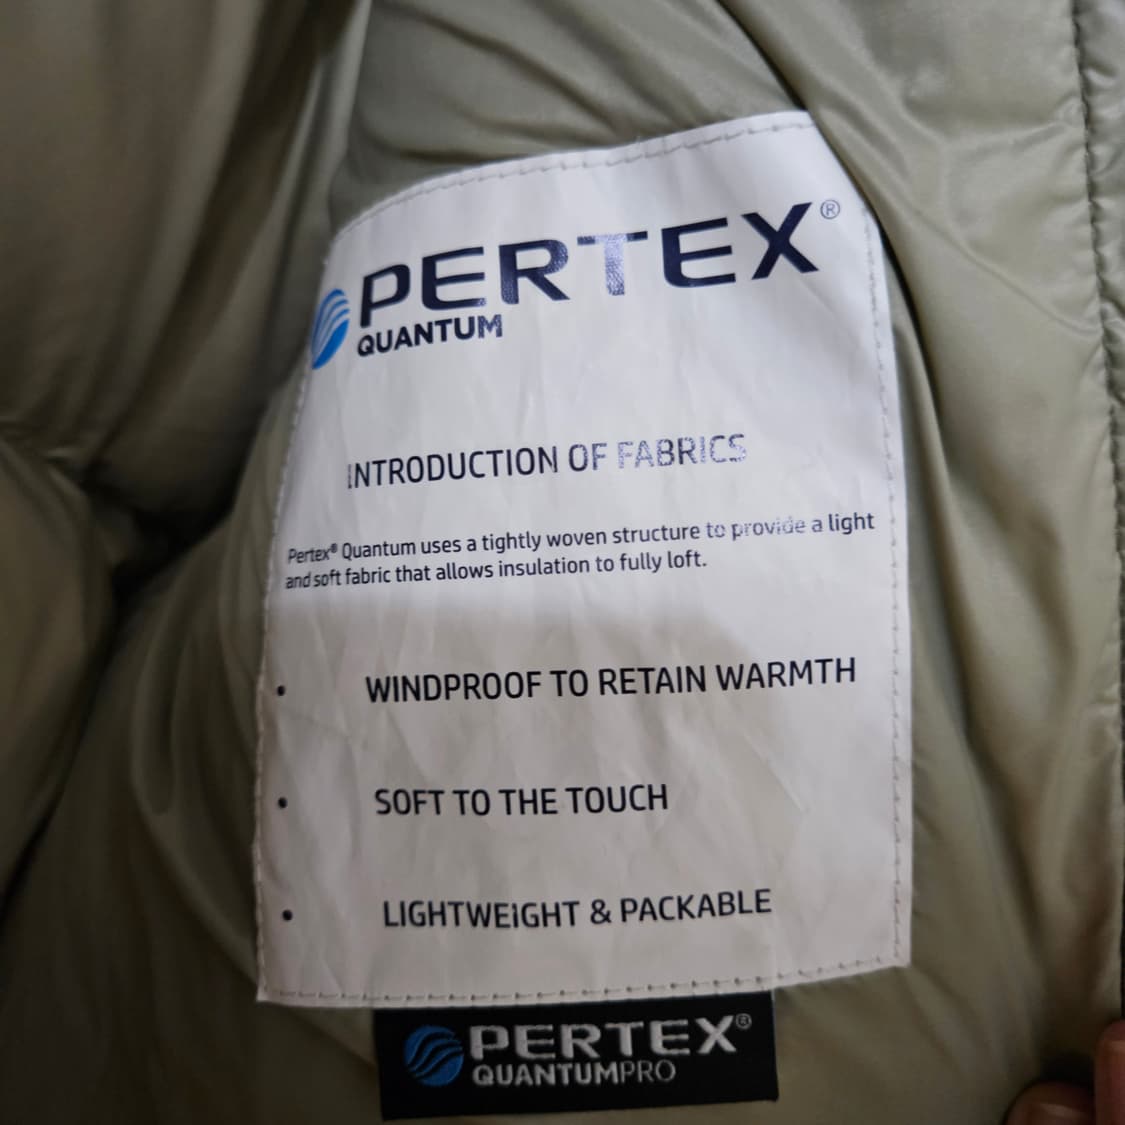 PERTEX®
QUANTUM
INTRODUCTION OF FABRICS
Pertex® Quantum uses a tightly woven structure to provide a light
and soft fabric that allows insulation to fully loft.
• WINDPROOF TO RETAIN WARMTH
• SOFT TO THE TOUCH
• LIGHTWEIGHT & PACKABLE
PERTEX®
QUANTUMPRO